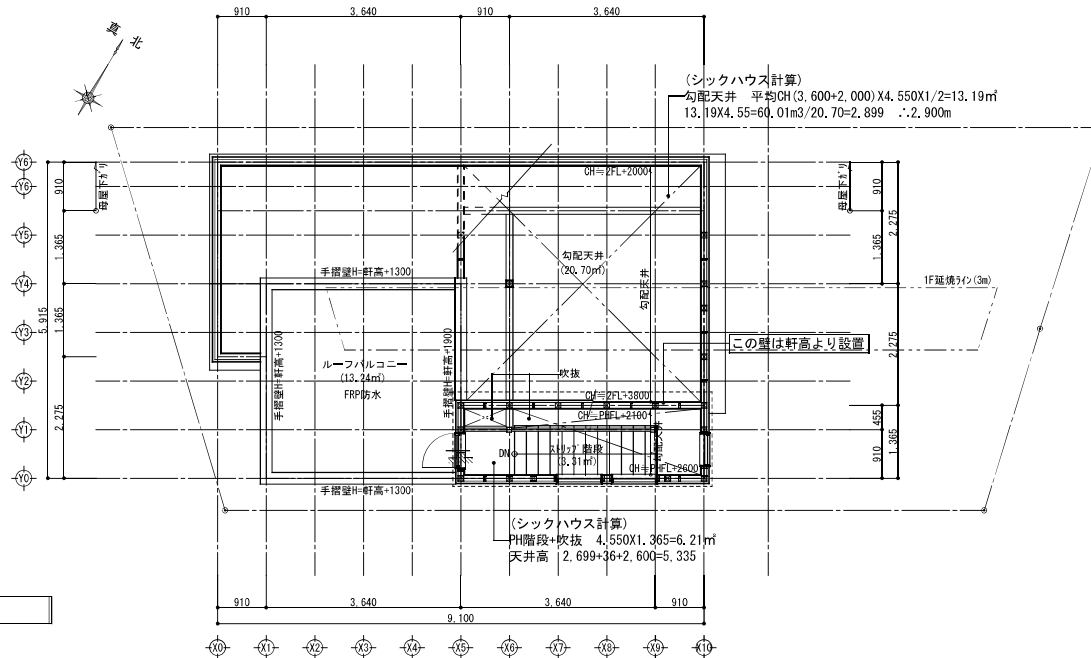 910
3,640
910
3,640
真北
(シックハウス計算)
勾配天井 平均CH(3,600+2,000)X4.550X1/2=13.19㎡
13.19X4.55=60.01m3/20.70=2.899 ∴2.900m
Y6
Y6
Y5
Y4
Y3
Y2
Y1
Y0
5,915
910
1,365
1,365
2,275
母屋下がり
CH≒2FL+2000
母屋下がり
910
1,365
2,275
2,275
455
910
1,365
勾配天井
(20.70㎡)
勾配天井
手摺壁H=軒高+1300
1F延焼ライン(3m)
手摺壁H=軒高+1300
手摺壁H=軒高+1900
この壁は軒高より設置
ルーフバルコニー
(13.24㎡)
FRP防水
吹抜
CH≒2FL+3800
CH≒PHFL+2100
勾配天井
DN
ストリップ階段
(3.31㎡)
CH≒PHFL+2600
手摺壁H=軒高+1300
(シックハウス計算)
PH階段+吹抜 4.550X1.365=6.21㎡
天井高 2,699+36+2,600=5,335
910
3,640
3,640
910
9,100
X0
X1
X2
X3
X4
X5
X6
X7
X8
X9
X10